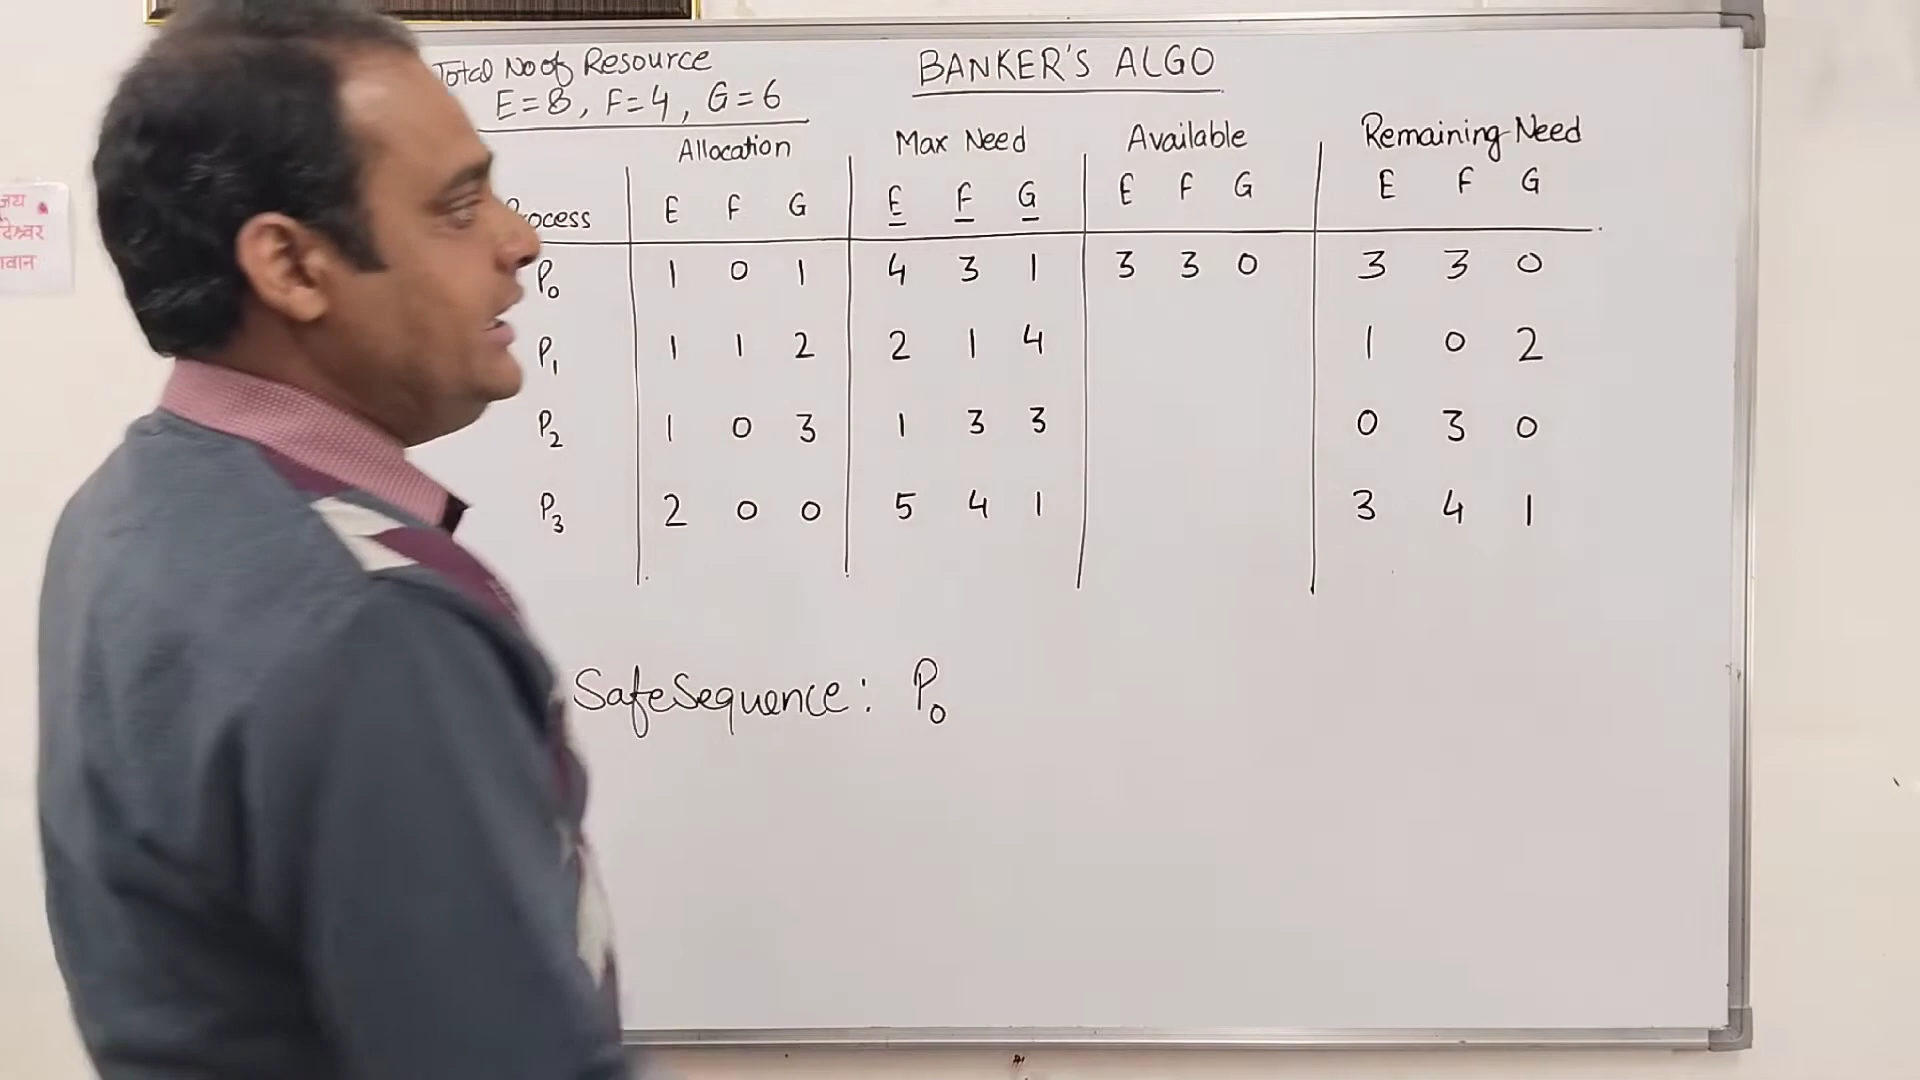 Total No of Resource
BANKER'S ALGO
E=8, F=4, G=6
Allocation Max Need Available Remaining Need
Process E F G E F G E F G E F G
P0 1 0 1 4 3 1 3 3 0 3 3 0
P1 1 1 2 2 1 4 1 0 2
P2 1 0 3 1 3 3 0 3 0
P3 2 0 0 5 4 1 3 4 1
SafeSequence: P0
जय